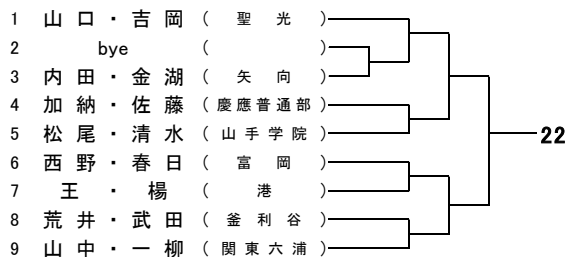 1 山口・吉岡 (聖光)
2 bye ( )
3 内田・金湖 (矢向)
4 加納・佐藤 (慶應普通部)
5 松尾・清水 (山手学院)
22
6 西野・春日 (富岡)
7 王・楊 (港)
8 荒井・武田 (釜利谷)
9 山中・一柳 (関東六浦)